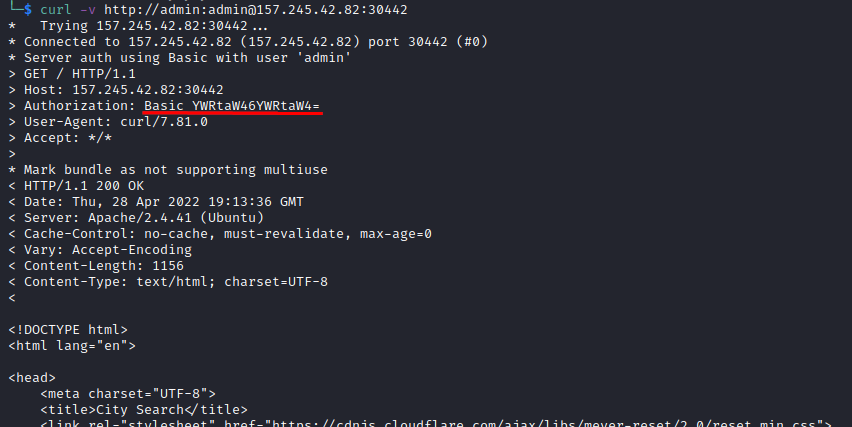 └─$ curl -v http://admin:admin@157.245.42.82:30442
*   Trying 157.245.42.82:30442...
* Connected to 157.245.42.82 (157.245.42.82) port 30442 (#0)
* Server auth using Basic with user 'admin'
> GET / HTTP/1.1
> Host: 157.245.42.82:30442
> Authorization: Basic YWRtaW46YWRtaW4=
> User-Agent: curl/7.81.0
> Accept: */*
>
* Mark bundle as not supporting multiuse
< HTTP/1.1 200 OK
< Date: Thu, 28 Apr 2022 19:13:36 GMT
< Server: Apache/2.4.41 (Ubuntu)
< Cache-Control: no-cache, must-revalidate, max-age=0
< Vary: Accept-Encoding
< Content-Length: 1156
< Content-Type: text/html; charset=UTF-8
<
<!DOCTYPE html>
<html lang="en">
<head>
    <meta charset="UTF-8">
    <title>City Search</title>
    <link rel="stylesheet" href="https://cdnjs.cloudflare.com/ajax/libs/meyer-reset/2.0/reset.min.css">